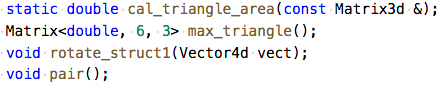 static double cal_triangle_area(const Matrix3d &);
Matrix<double, 6, 3> max_triangle();
void rotate_struct1(Vector4d vect);
void pair();